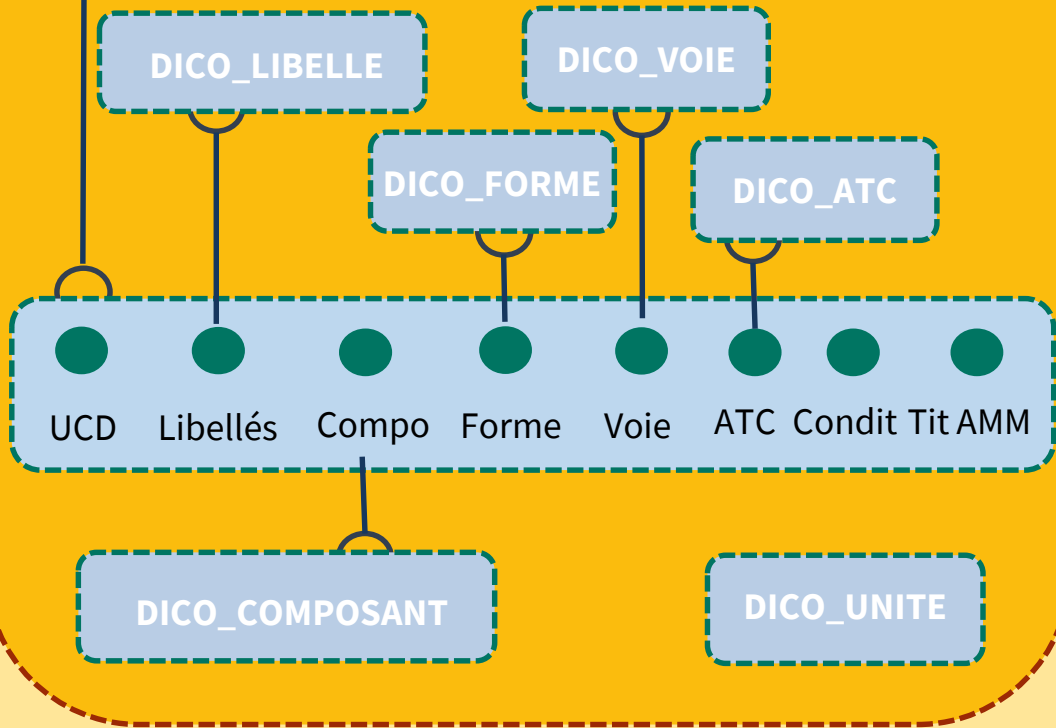 DICO_LIBELLE
DICO_VOIE
DICO_FORME
DICO_ATC
UCD
Libellés
Compo
Forme
Voie
ATC
Condit
Tit AMM
DICO_COMPOSANT
DICO_UNITE